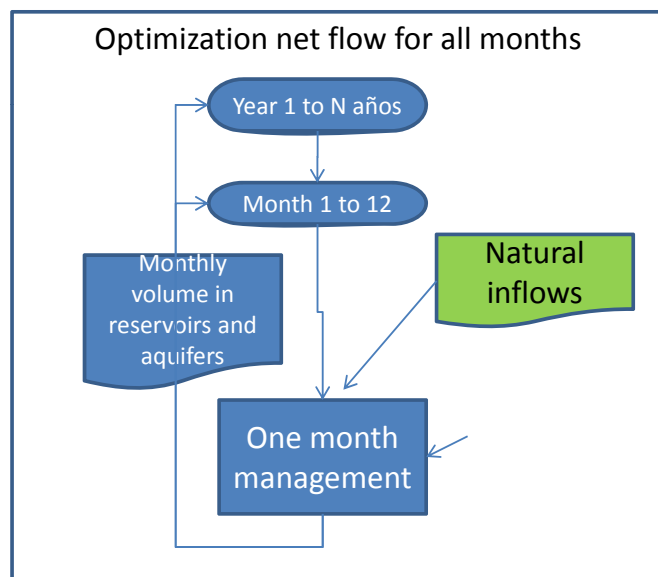 Optimization net flow for all months
Year 1 to N años
Month 1 to 12
Monthly
volume in
reservoirs and
aquifers
Natural
inflows
One month
management